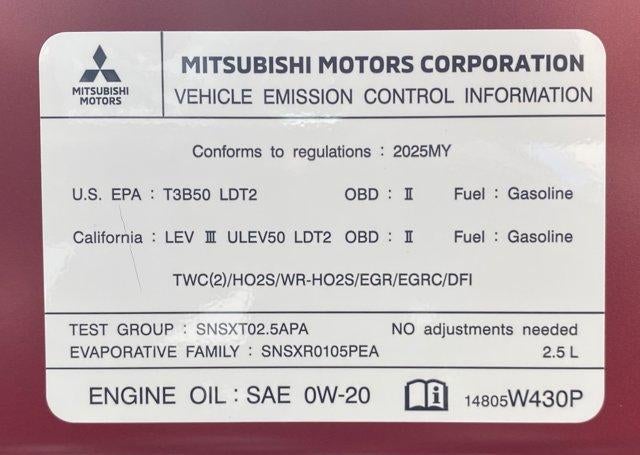 MITSUBISHI MOTORS
MITSUBISHI MOTORS CORPORATION
VEHICLE EMISSION CONTROL INFORMATION
Conforms to regulations : 2025MY
U.S. EPA : T3B50 LDT2 OBD : II Fuel : Gasoline
California : LEV III ULEV50 LDT2 OBD : II Fuel : Gasoline
TWC(2)/HO2S/WR-HO2S/EGR/EGRC/DFI
TEST GROUP : SNSXT02.5APA NO adjustments needed
EVAPORATIVE FAMILY : SNSXR0105PEA 2.5 L
ENGINE OIL : SAE 0W-20 14805W430P